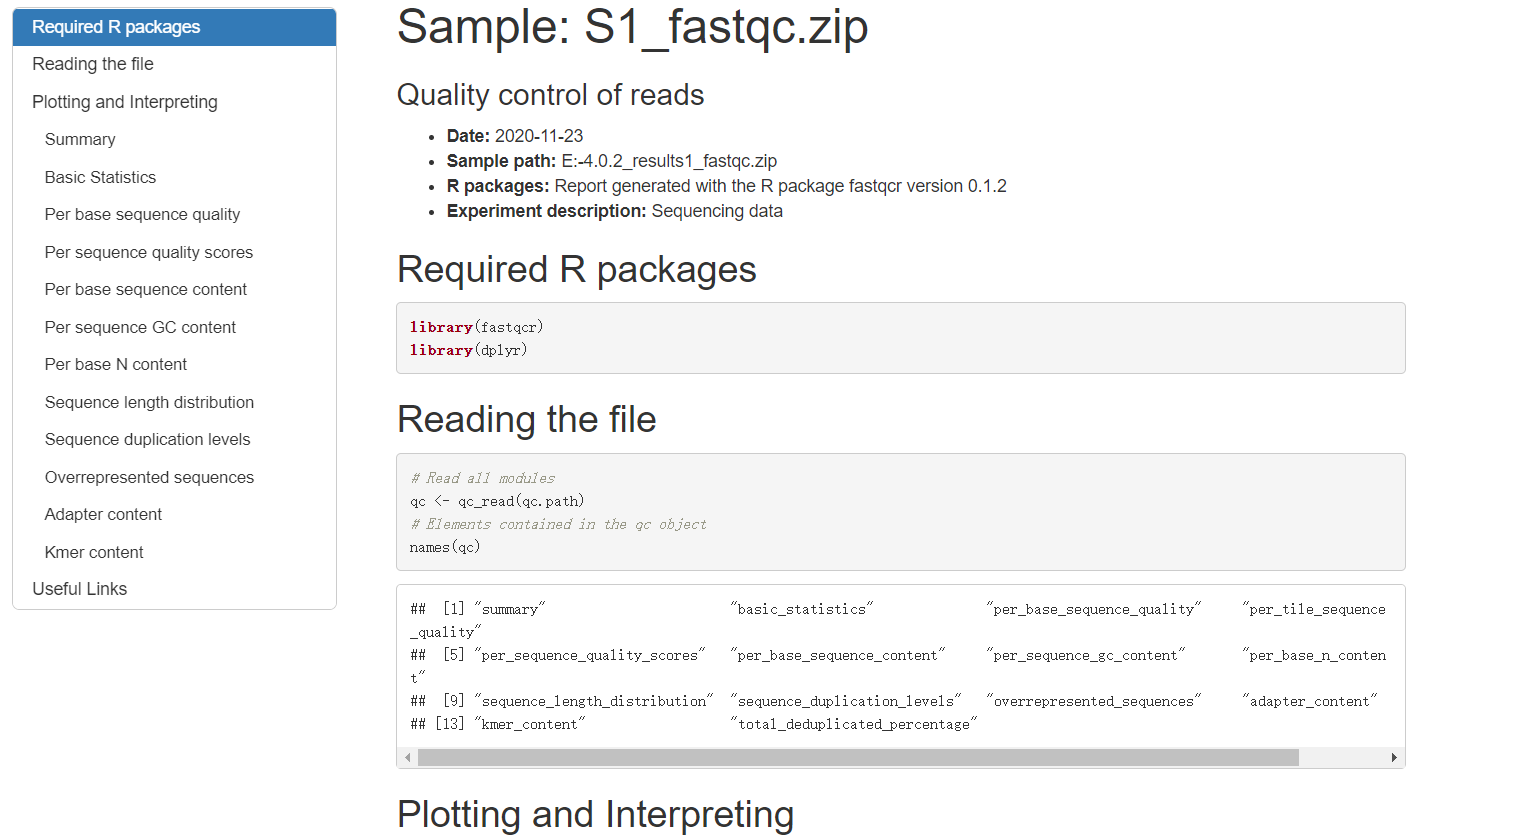 Required R packages
Reading the file
Plotting and Interpreting
Summary
Basic Statistics
Per base sequence quality
Per sequence quality scores
Per base sequence content
Per sequence GC content
Per base N content
Sequence length distribution
Sequence duplication levels
Overrepresented sequences
Adapter content
Kmer content
Useful Links
Sample: S1_fastqc.zip
Quality control of reads
• Date: 2020-11-23
• Sample path: E:-4.0.2_results1_fastqc.zip
• R packages: Report generated with the R package fastqcr version 0.1.2
• Experiment description: Sequencing data
Required R packages
library(fastqcr)
library(dplyr)
Reading the file
# Read all modules
qc <- qc_read(qc.path)
# Elements contained in the qc object
names(qc)
##  [1] "summary" "basic_statistics" "per_base_sequence_quality" "per_tile_sequence
_quality"
##  [5] "per_sequence_quality_scores" "per_base_sequence_content" "per_sequence_gc_content" "per_base_n_conten
t"
##  [9] "sequence_length_distribution" "sequence_duplication_levels" "overrepresented_sequences" "adapter_content"
## [13] "kmer_content" "total_deduplicated_percentage"
Plotting and Interpreting